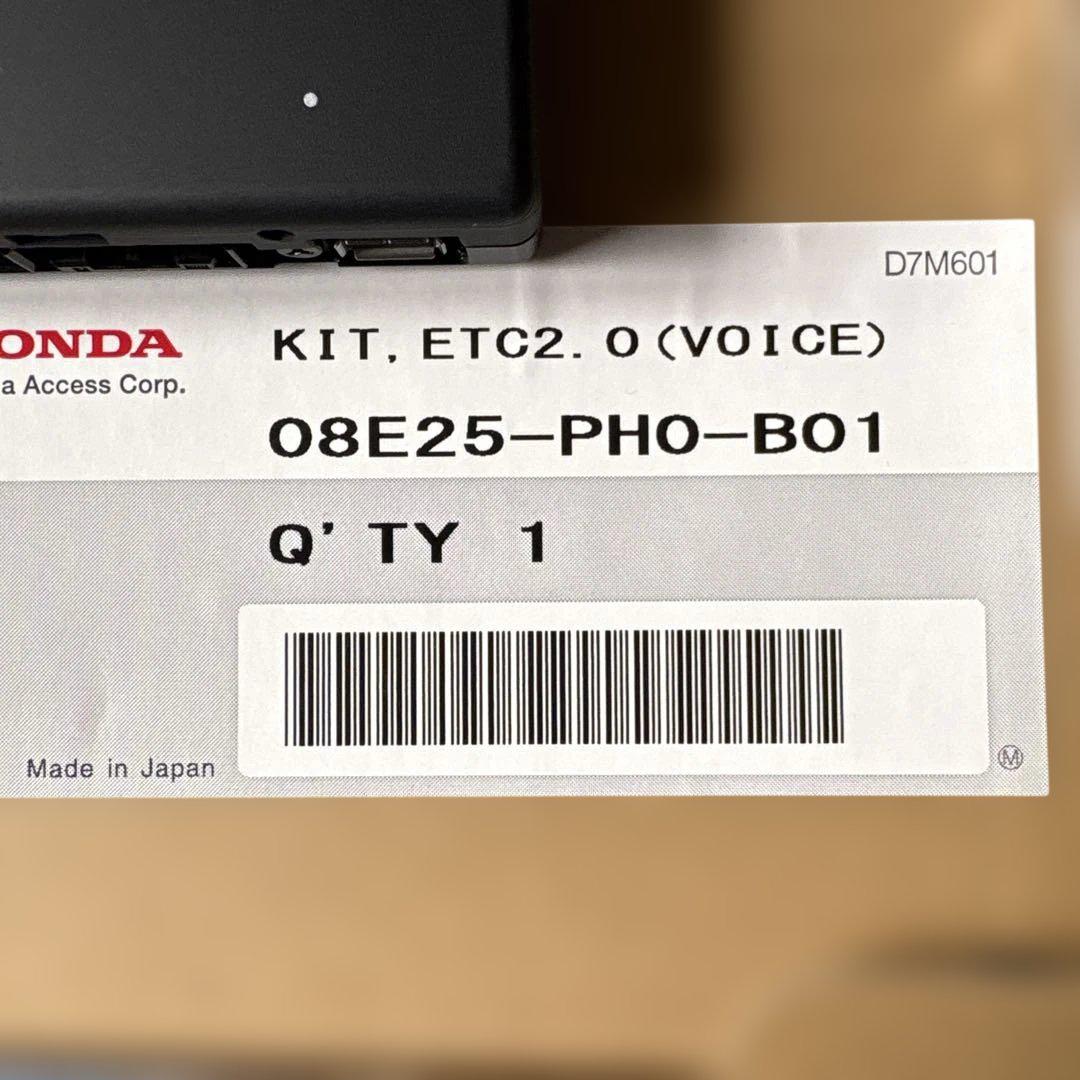 D7M601
ONDA
a Access Corp.
KIT, ETC2. 0 (VOICE)
08E25-PH0-B01
Q'TY 1
Made in Japan
M